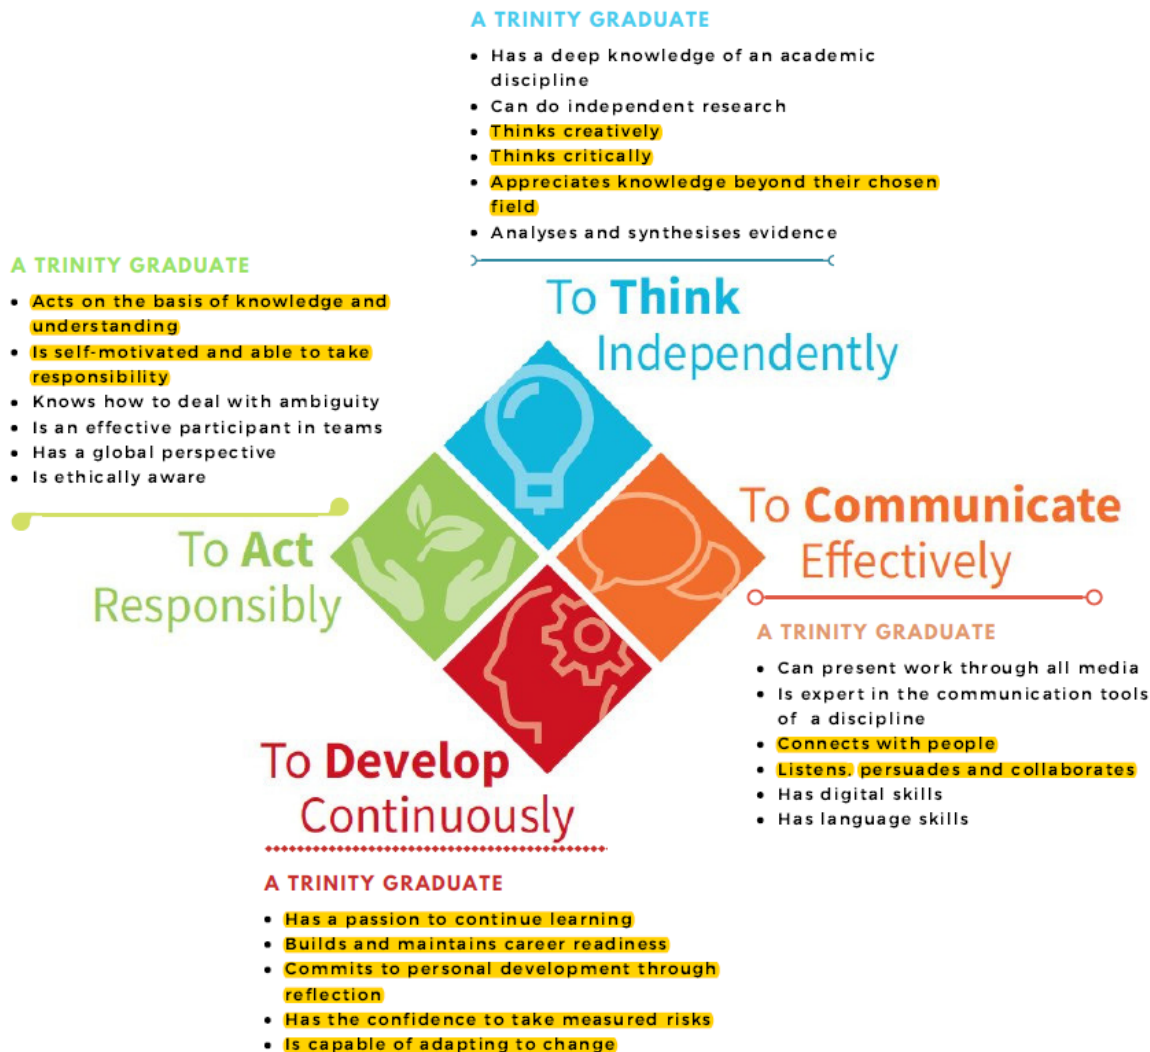 A TRINITY GRADUATE
• Has a deep knowledge of an academic
discipline
• Can do independent research
• Thinks creatively
• Thinks critically
• Appreciates knowledge beyond their chosen
field
• Analyses and synthesises evidence
To Think
Independently
A TRINITY GRADUATE
• Acts on the basis of knowledge and
understanding
• Is self-motivated and able to take
responsibility
• Knows how to deal with ambiguity
• Is an effective participant in teams
• Has a global perspective
• Is ethically aware
To Act
Responsibly
To Communicate
Effectively
A TRINITY GRADUATE
• Can present work through all media
• Is expert in the communication tools
of a discipline
• Connects with people
• Listens, persuades and collaborates
• Has digital skills
• Has language skills
To Develop
Continuously
A TRINITY GRADUATE
• Has a passion to continue learning
• Builds and maintains career readiness
• Commits to personal development through
reflection
• Has the confidence to take measured risks
• Is capable of adapting to change